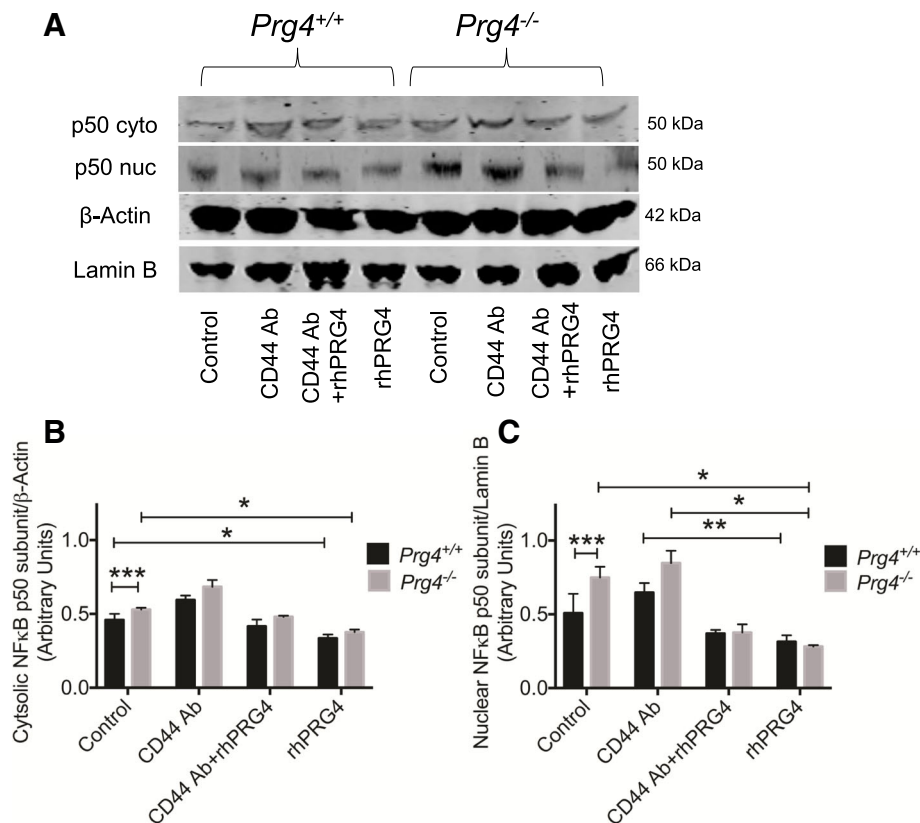 A
Prg4+/+ Prg4-/-
p50 cyto 50 kDa
p50 nuc 50 kDa
β-Actin 42 kDa
Lamin B 66 kDa
Control
CD44 Ab
CD44 Ab
+rhPRG4
rhPRG4
Control
CD44 Ab
CD44 Ab
+rhPRG4
rhPRG4
B
Cytsolic NFκB p50 subunit/β-Actin
(Arbitrary Units)
*
*
1.0
***
0.5
0.0
Prg4+/+
Prg4-/-
Control
CD44 Ab
CD44 Ab+rhPRG4
rhPRG4
C
Nuclear NFκB p50 subunit/Lamin B
(Arbitrary Units)
*
*
**
1.0
***
0.5
0.0
Prg4+/+
Prg4-/-
Control
CD44 Ab
CD44 Ab+rhPRG4
rhPRG4